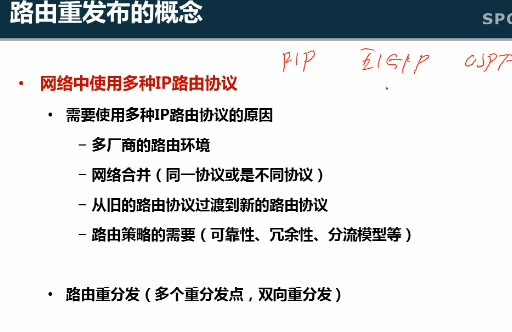 路由重发布的概念
SPO
RIP EIGRP OSPF
• 网络中使用多种IP路由协议
• 需要使用多种IP路由协议的原因
– 多厂商的路由环境
– 网络合并（同一协议或是不同协议）
– 从旧的路由协议过渡到新的路由协议
– 路由策略的需要（可靠性、冗余性、分流模型等）
• 路由重分发（多个重分发点，双向重分发）